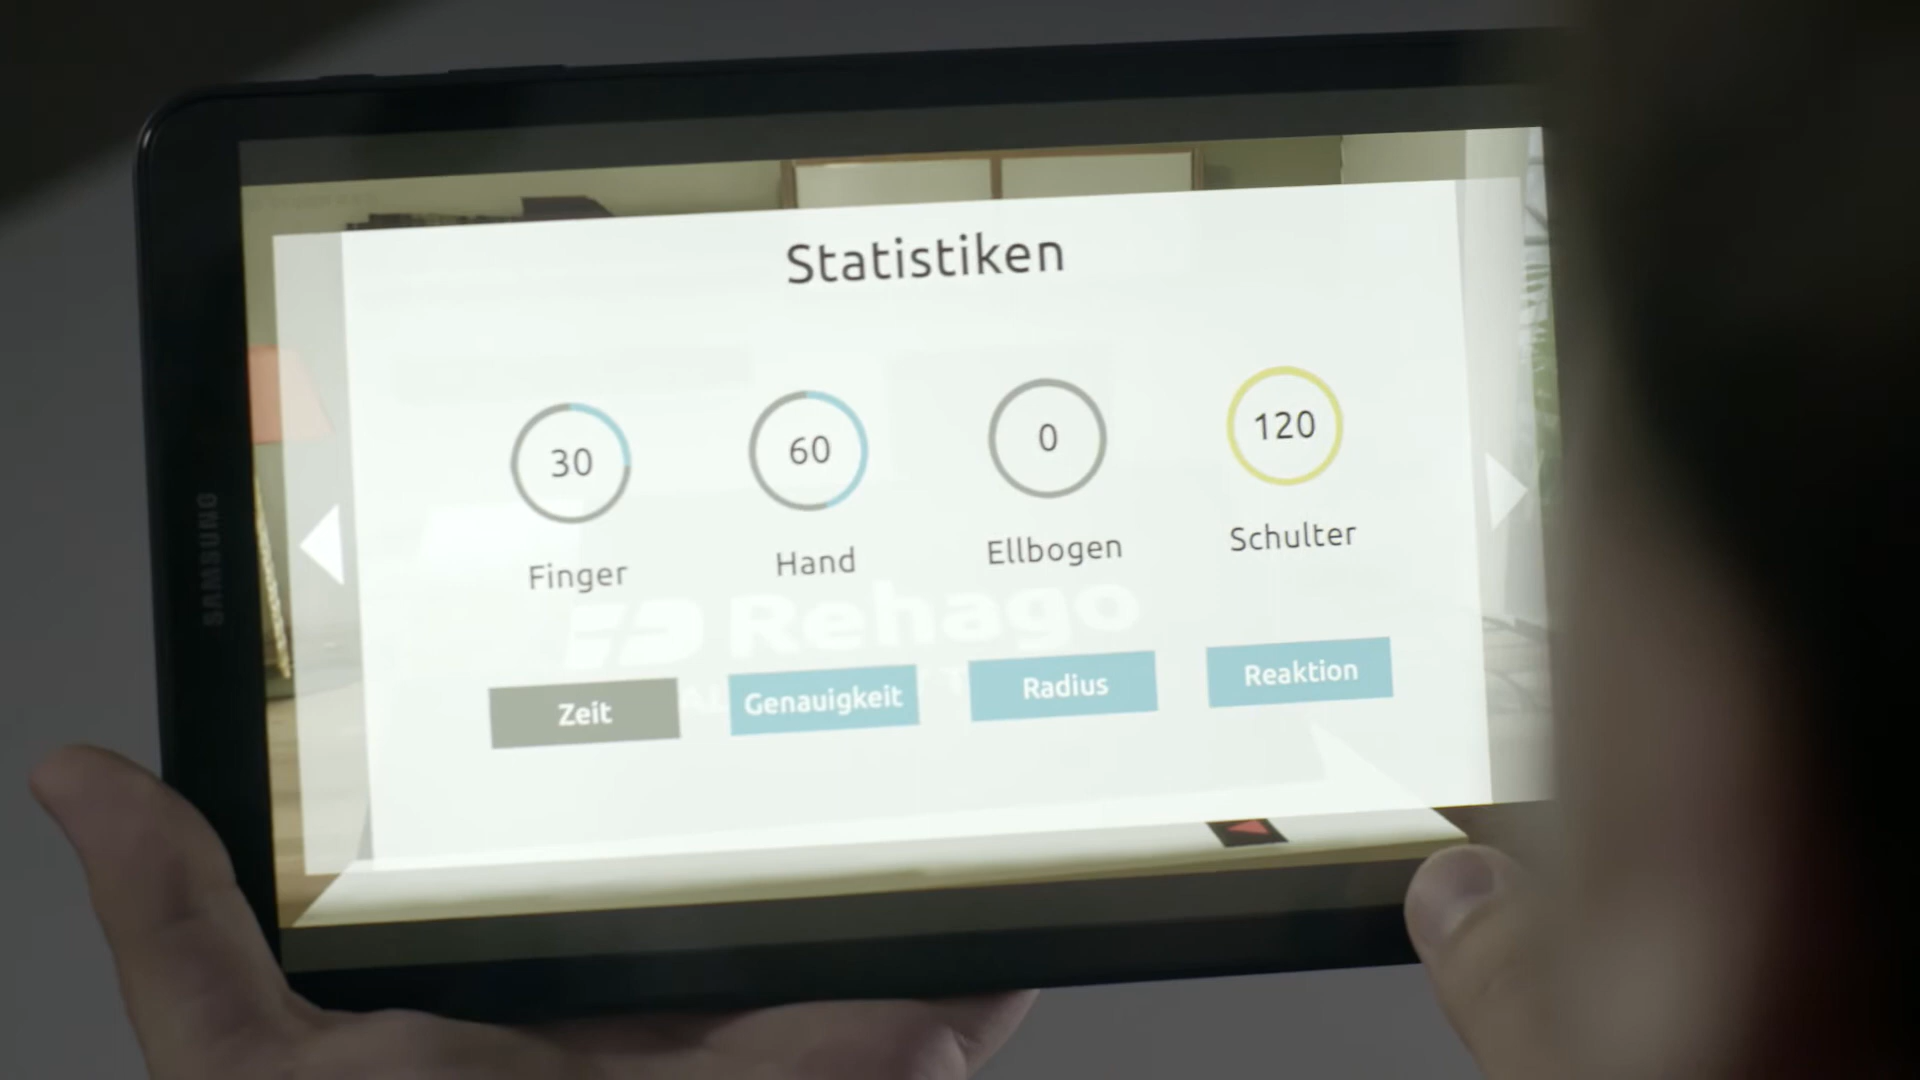 Statistiken
30
60
0
120
Finger
Hand
Ellbogen
Schulter
Rehago
Zeit
Genauigkeit
Radius
Reaktion
SAMSUNG